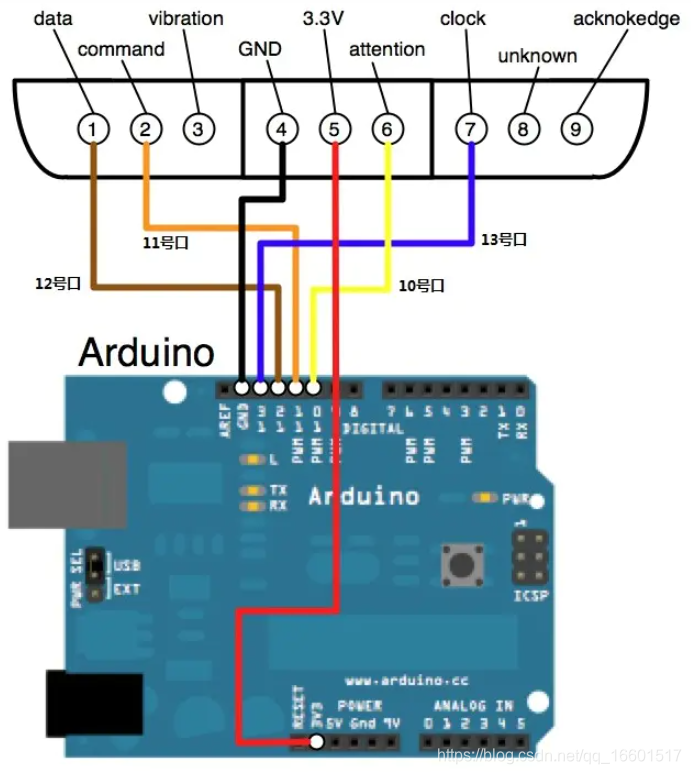 data
vibration
3.3V
clock
acknokedge
command
GND
attention
unknown
1 2 3 4 5 6 7 8 9
11号口
13号口
12号口
10号口
Arduino
AREF
GND
13
12
11
10
9
8
7 6 5 4 3 2 1 0
PWM PWM PWM PWM PWM PWM
TX
RX
DIGITAL
L
TX
RX
Arduino
PWR
1
PWR SEL
USB
EXT
ICSP
www.arduino.cc
RESET
3V3
POWER
5V Gnd 9V
ANALOG IN
0 1 2 3 4 5
https://blog.csdn.net/qq_16601517